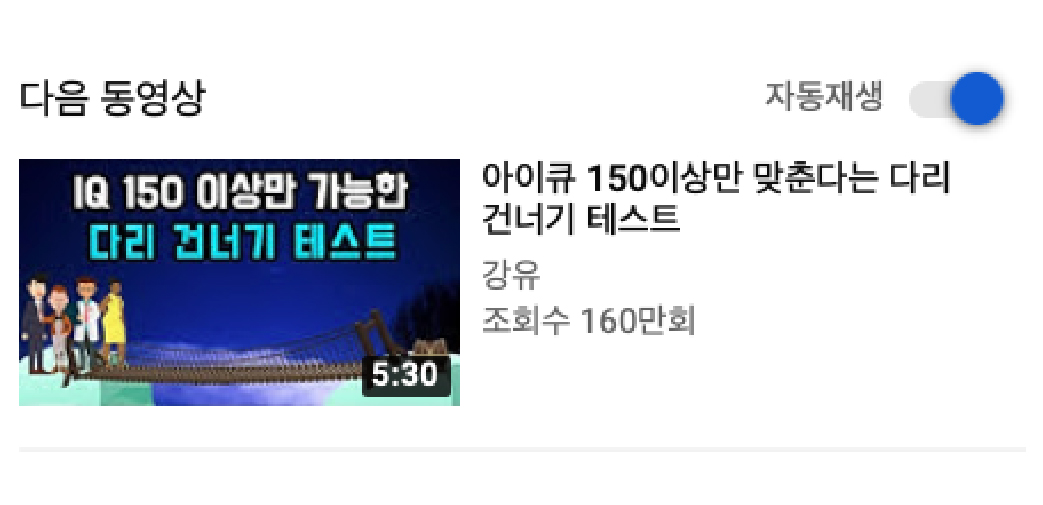 다음 동영상
자동재생
IQ 150 이상만 가능한
다리 건너기 테스트
5:30
아이큐 150이상만 맞춘다는 다리
건너기 테스트
강유
조회수 160만회